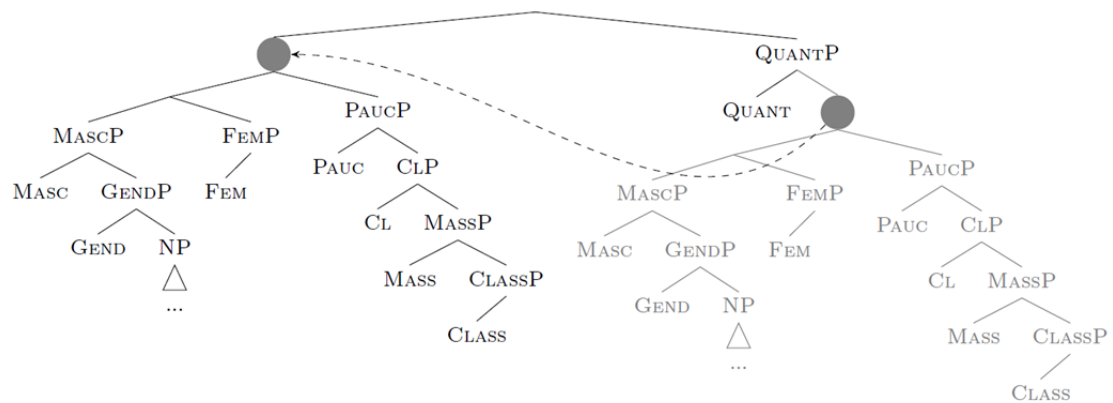 QUANTP
QUANT
PAUCP
MASCP FEMP
PAUC CLP
MASC GENDP FEM
CL MASSP
GEND NP
MASS CLASSP
...
CLASS
PAUCP
MASCP FEMP
PAUC CLP
MASC GENDP FEM
CL MASSP
GEND NP
MASS CLASSP
...
CLASS